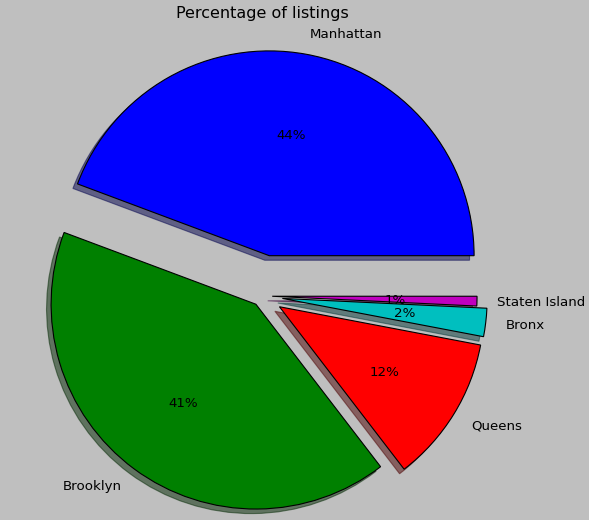 Percentage of listings
Manhattan
44%
1%
Staten Island
2%
Bronx
12%
41%
Queens
Brooklyn